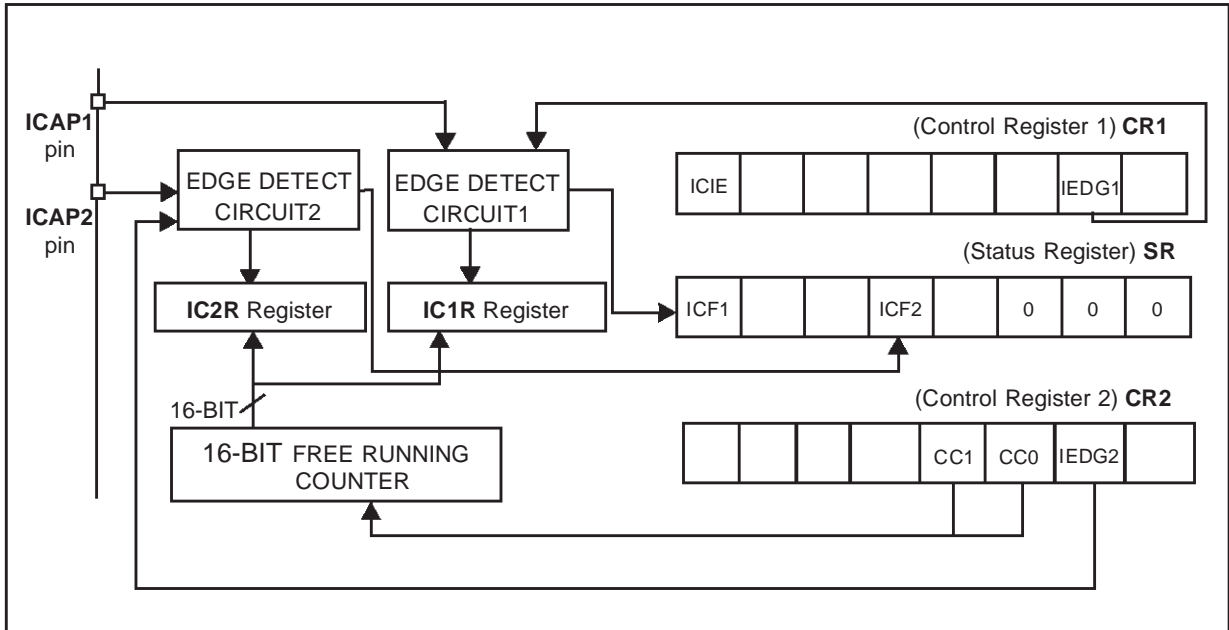 ICAP1
pin
ICAP2
pin
EDGE DETECT
CIRCUIT2
EDGE DETECT
CIRCUIT1
(Control Register 1) CR1
ICIE
IEDG1
(Status Register) SR
IC2R Register
IC1R Register
ICF1
ICF2
0
0
0
16-BIT
16-BIT FREE RUNNING
COUNTER
(Control Register 2) CR2
CC1
CC0
IEDG2